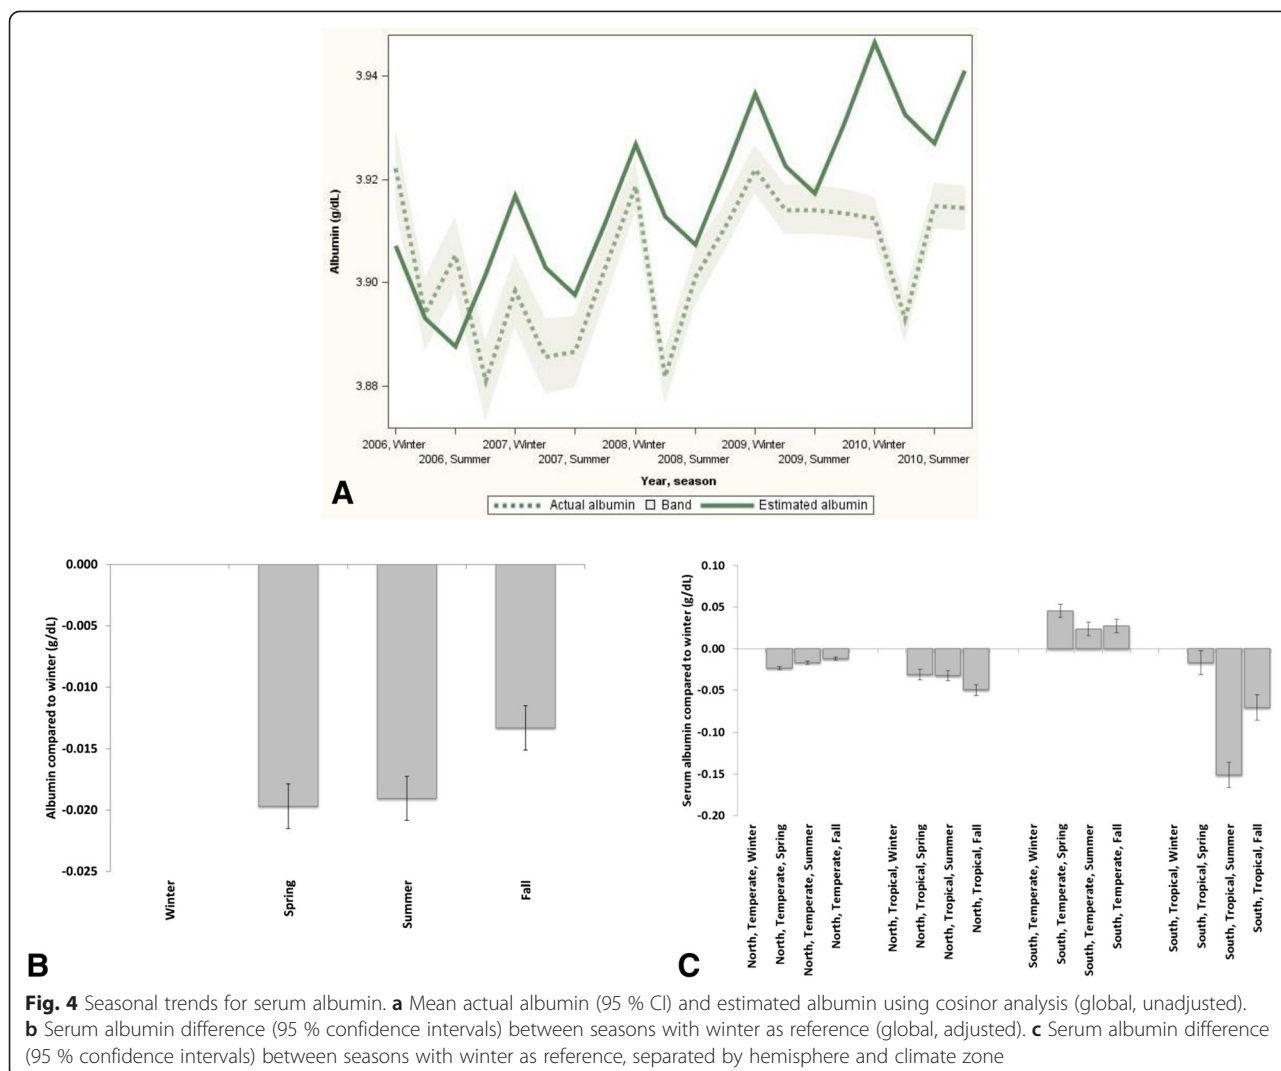 3.94
3.92
3.90
3.88
Albumin (g/dL)
2006, Winter
2007, Winter
2008, Winter
2009, Winter
2010, Winter
2006, Summer
2007, Summer
2008, Summer
2009, Summer
2010, Summer
Year, season
A
Actual albumin Band Estimated albumin
0.000
-0.005
-0.010
-0.015
-0.020
-0.025
Albumin compared to winter (g/dL)
Winter
Spring
Summer
Fall
B
0.10
0.05
0.00
-0.05
-0.10
-0.15
-0.20
Serum albumin compared to winter (g/dL)
North, Temperate, Winter
North, Temperate, Spring
North, Temperate, Summer
North, Temperate, Fall
North, Tropical, Winter
North, Tropical, Spring
North, Tropical, Summer
North, Tropical, Fall
South, Temperate, Winter
South, Temperate, Spring
South, Temperate, Summer
South, Temperate, Fall
South, Tropical, Winter
South, Tropical, Spring
South, Tropical, Summer
South, Tropical, Fall
C
Fig. 4 Seasonal trends for serum albumin. a Mean actual albumin (95 % CI) and estimated albumin using cosinor analysis (global, unadjusted).
b Serum albumin difference (95 % confidence intervals) between seasons with winter as reference (global, adjusted). c Serum albumin difference
(95 % confidence intervals) between seasons with winter as reference, separated by hemisphere and climate zone